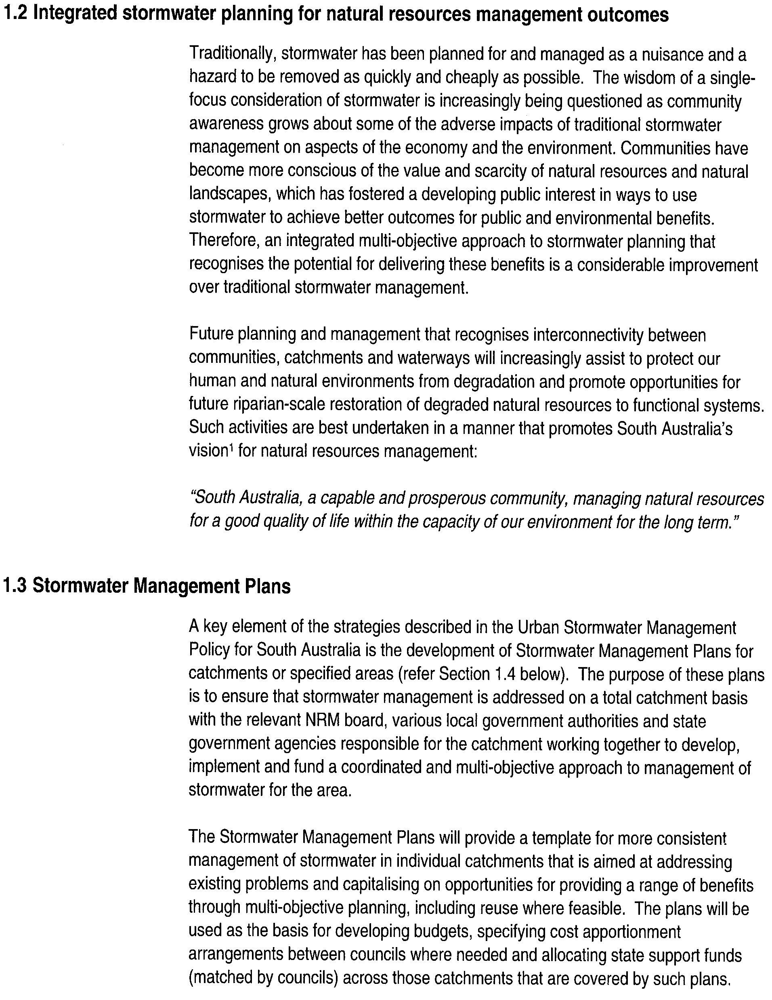 1.2 Integrated stormwater planning for natural resources management outcomes
Traditionally, stormwater has been planned for and managed as a nuisance and a
hazard to be removed as quickly and cheaply as possible.  The wisdom of a single-
focus consideration of stormwater is increasingly being questioned as community
awareness grows about some of the adverse impacts of traditional stormwater
management on aspects of the economy and the environment. Communities have
become more conscious of the value and scarcity of natural resources and natural
landscapes, which has fostered a developing public interest in ways to use
stormwater to achieve better outcomes for public and environmental benefits.
Therefore, an integrated multi-objective approach to stormwater planning that
recognises the potential for delivering these benefits is a considerable improvement
over traditional stormwater management.
Future planning and management that recognises interconnectivity between
communities, catchments and waterways will increasingly assist to protect our
human and natural environments from degradation and promote opportunities for
future riparian-scale restoration of degraded natural resources to functional systems.
Such activities are best undertaken in a manner that promotes South Australia's
vision¹ for natural resources management:
“South Australia, a capable and prosperous community, managing natural resources
for a good quality of life within the capacity of our environment for the long term.”
1.3 Stormwater Management Plans
A key element of the strategies described in the Urban Stormwater Management
Policy for South Australia is the development of Stormwater Management Plans for
catchments or specified areas (refer Section 1.4 below).  The purpose of these plans
is to ensure that stormwater management is addressed on a total catchment basis
with the relevant NRM board, various local government authorities and state
government agencies responsible for the catchment working together to develop,
implement and fund a coordinated and multi-objective approach to management of
stormwater for the area.
The Stormwater Management Plans will provide a template for more consistent
management of stormwater in individual catchments that is aimed at addressing
existing problems and capitalising on opportunities for providing a range of benefits
through multi-objective planning, including reuse where feasible.  The plans will be
used as the basis for developing budgets, specifying cost apportionment
arrangements between councils where needed and allocating state support funds
(matched by councils) across those catchments that are covered by such plans.